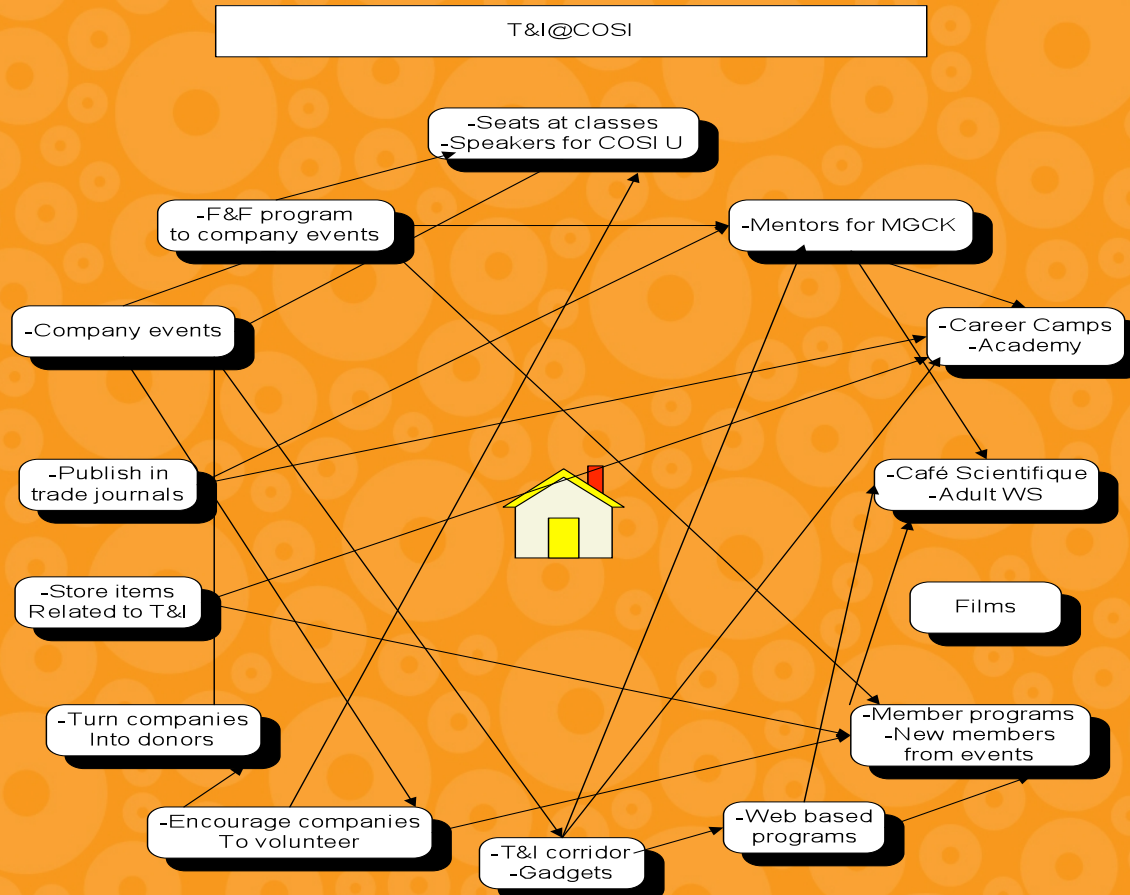 T&I@COSI
-Seats at classes
-Speakers for COSI U
-F&F program
to company events
-Mentors for MGCK
-Company events
-Career Camps
-Academy
-Publish in
trade journals
-Café Scientifique
-Adult WS
-Store items
Related to T&I
Films
-Turn companies
Into donors
-Member programs
-New members
from events
-Encourage companies
To volunteer
-Web based
programs
-T&I corridor
-Gadgets